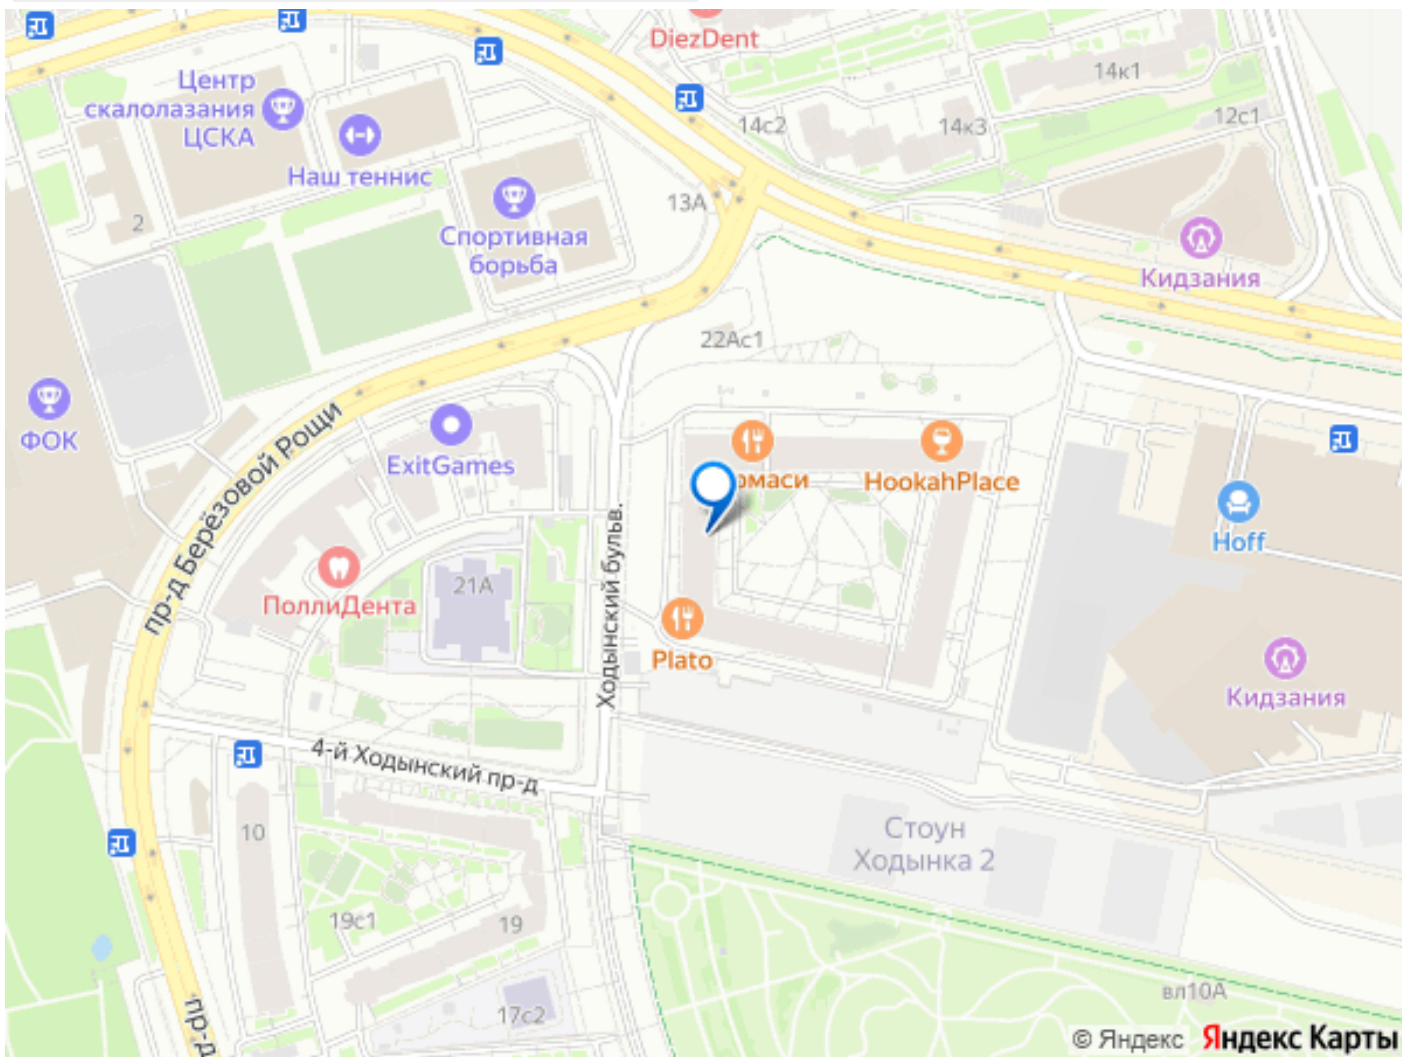 DiezDent
14к1
Центр
скалолазания
ЦСКА
14с2
14к3
12с1
Наш теннис
2
13А
Спортивная
борьба
Кидзания
22Ас1
ФОК
ExitGames
HookahPlace
пр-д Берёзовой Рощи
Ходынский бульв.
Hoff
21А
ПоллиДента
Plato
Кидзания
4-й Ходынский пр-д
10
Стоун
Ходынка 2
19с1
19
вл10А
17с2
пр-д
© Яндекс Яндекс Карты